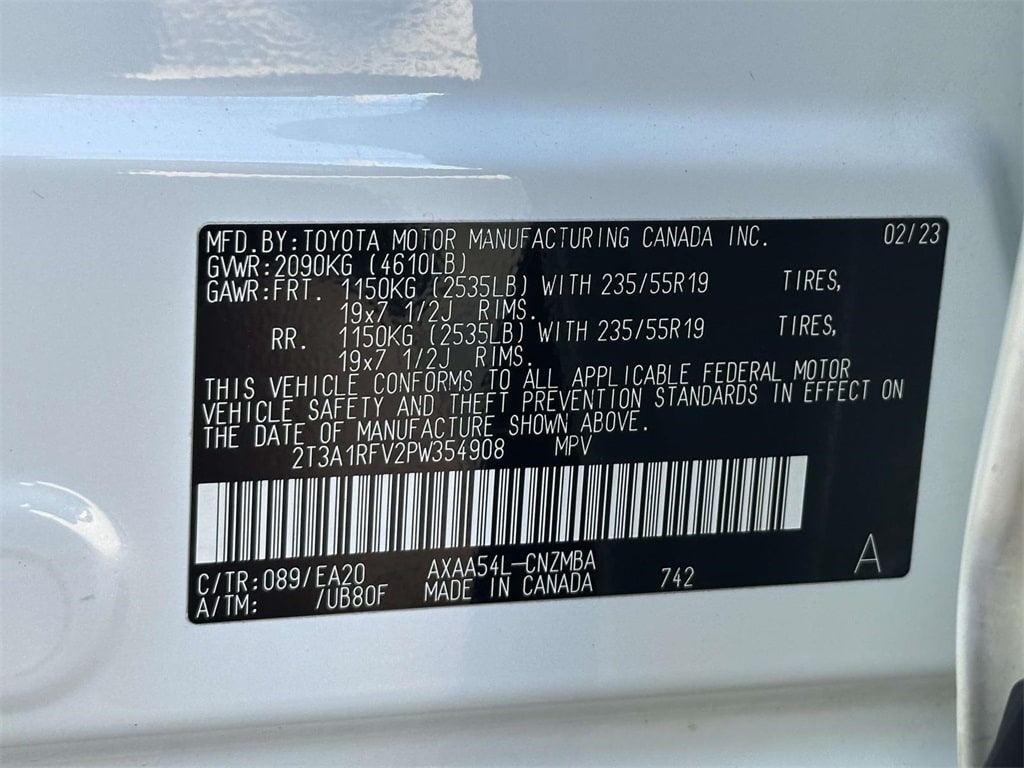 MFD.BY:TOYOTA MOTOR MANUFACTURING CANADA INC. 02/23
GVWR:2090KG (4610LB)
GAWR:FRT. 1150KG (2535LB) WITH 235/55R19 TIRES,
19x7 1/2J RIMS.
RR. 1150KG (2535LB) WITH 235/55R19 TIRES,
19x7 1/2J RIMS.
THIS VEHICLE CONFORMS TO ALL APPLICABLE FEDERAL MOTOR
VEHICLE SAFETY AND THEFT PREVENTION STANDARDS IN EFFECT ON
THE DATE OF MANUFACTURE SHOWN ABOVE.
2T3A1RFV2PW354908 MPV
C/TR:089/EA20 AXAA54L-CNZMBA
A/TM: /UB80F MADE IN CANADA 742 A